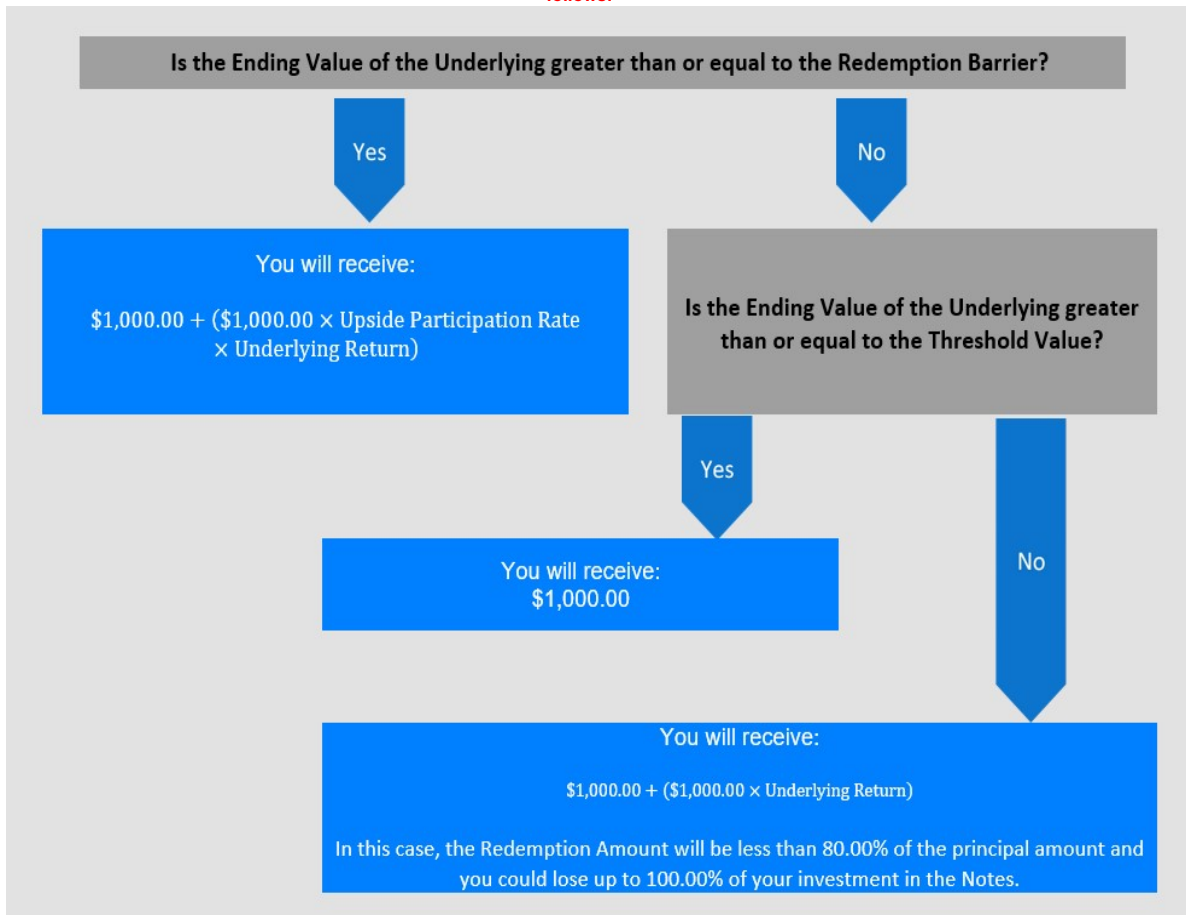 follows:
Is the Ending Value of the Underlying greater than or equal to the Redemption Barrier?
Yes
No
You will receive:
$1,000.00 + ($1,000.00 × Upside Participation Rate
× Underlying Return)
Is the Ending Value of the Underlying greater
than or equal to the Threshold Value?
Yes
No
You will receive:
$1,000.00
You will receive:
$1,000.00 + ($1,000.00 × Underlying Return)
In this case, the Redemption Amount will be less than 80.00% of the principal amount and
you could lose up to 100.00% of your investment in the Notes.